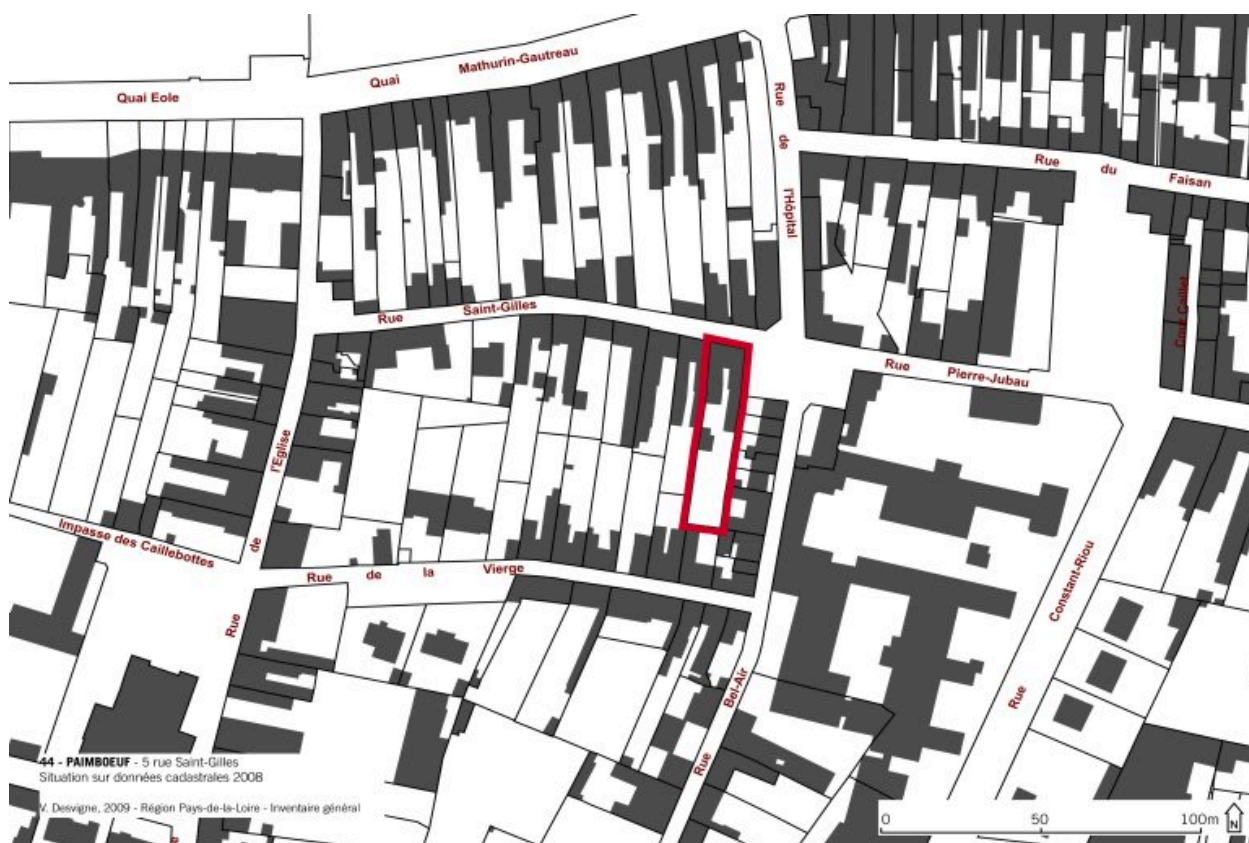 Quai Eole
Quai Mathurin-Gautreau
Rue de l'Hôpital
Rue du Faisan
Rue Saint-Gilles
Rue Pierre-Jubau
Rue de l'Eglise
Impasse des Caillebottes
Rue de la Vierge
Rue Bel-Air
Rue Constant-Riou
44 - PAIMBOEUF - 5 rue Saint-Gilles
Situation sur données cadastrales 2008
V. Desvigne, 2009 - Région Pays-de-la-Loire - Inventaire général
0 50 100m
N